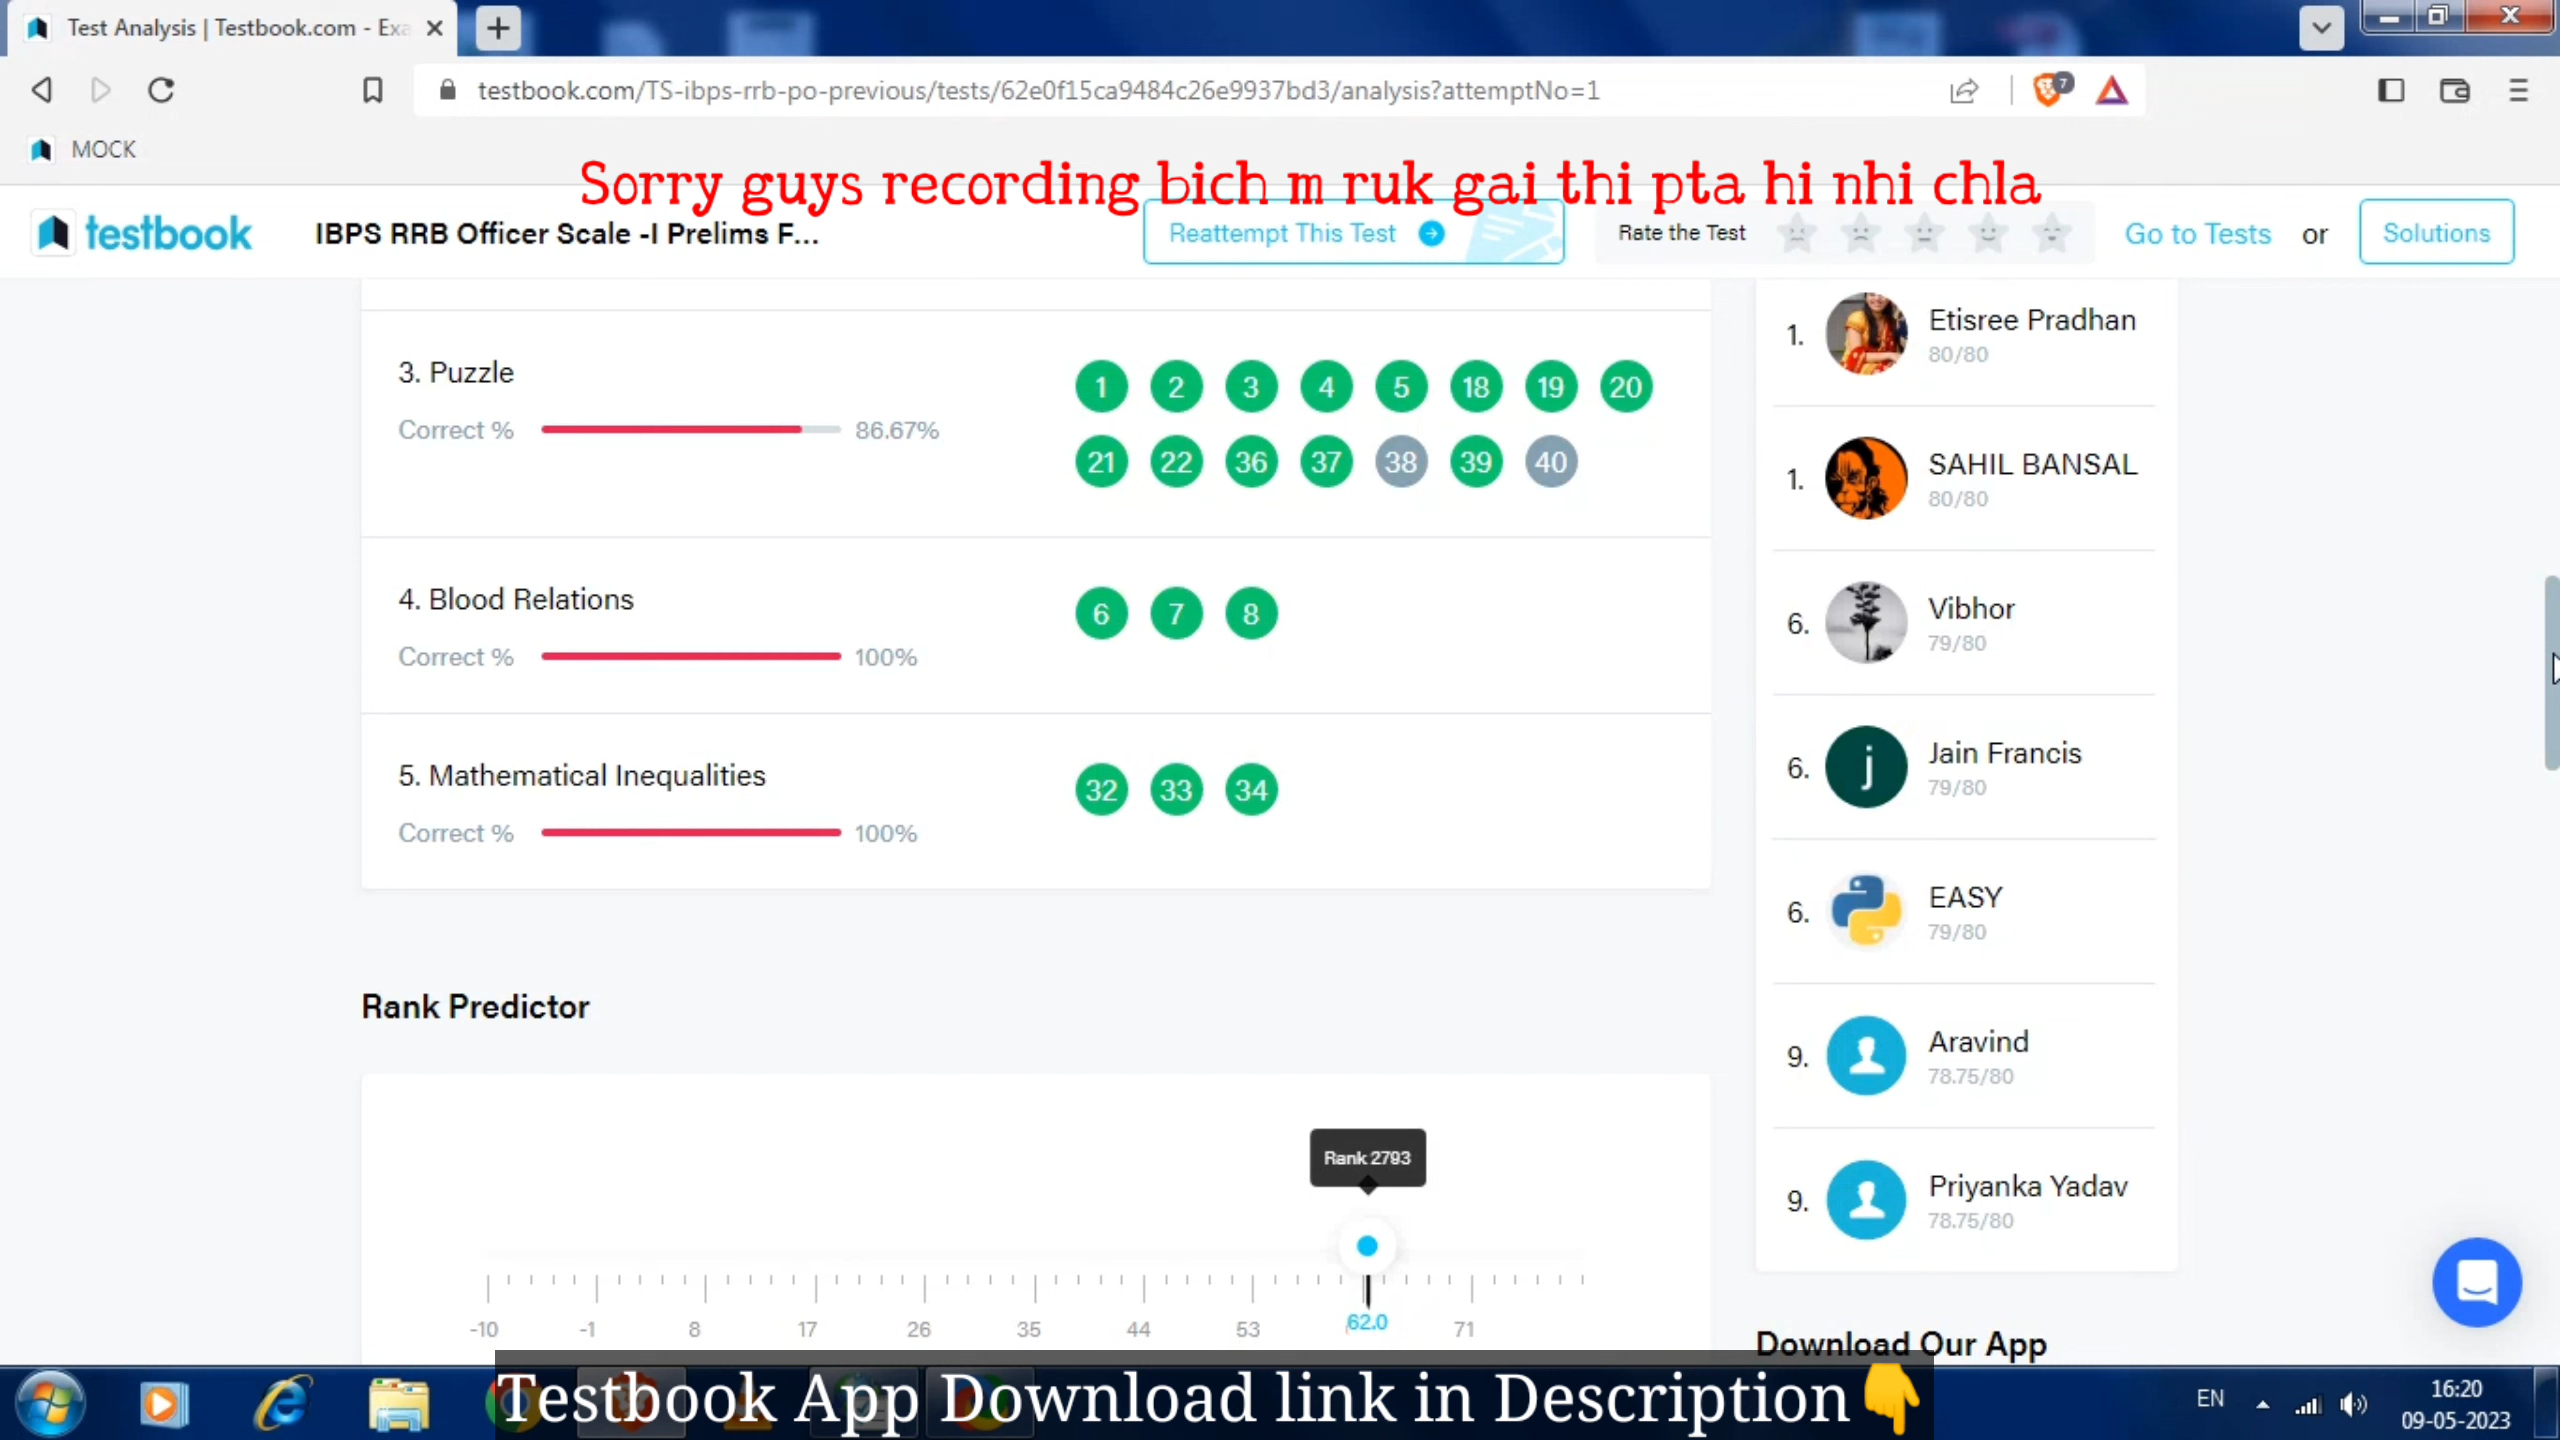 Test Analysis | Testbook.com - Exa
testbook.com/TS-ibps-rrb-po-previous/tests/62e0f15ca9484c26e9937bd3/analysis?attemptNo=1
7
MOCK
Sorry guys recording bich m ruk gai thi pta hi nhi chla
testbook
IBPS RRB Officer Scale -I Prelims F...
Reattempt This Test
Rate the Test
Go to Tests or Solutions
3. Puzzle
Correct % 86.67%
1 2 3 4 5 18 19 20
21 22 36 37 38 39 40
4. Blood Relations
Correct % 100%
6 7 8
5. Mathematical Inequalities
Correct % 100%
32 33 34
Rank Predictor
Rank 2793
62.0
-10 -1 8 17 26 35 44 53 71
1. Etisree Pradhan
80/80
1. SAHIL BANSAL
80/80
6. Vibhor
79/80
6. j Jain Francis
79/80
6. EASY
79/80
9. Aravind
78.75/80
9. Priyanka Yadav
78.75/80
Download Our App
Testbook App Download link in Description👇
EN
16:20
09-05-2023